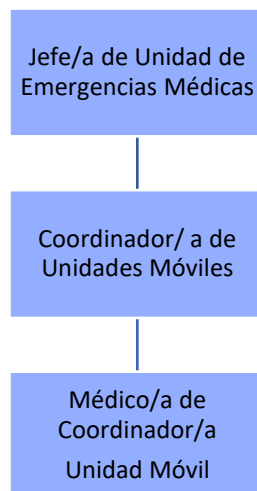 Jefe/a de Unidad de
Emergencias Médicas
Coordinador/ a de
Unidades Móviles
Médico/a de
Coordinador/a
Unidad Móvil